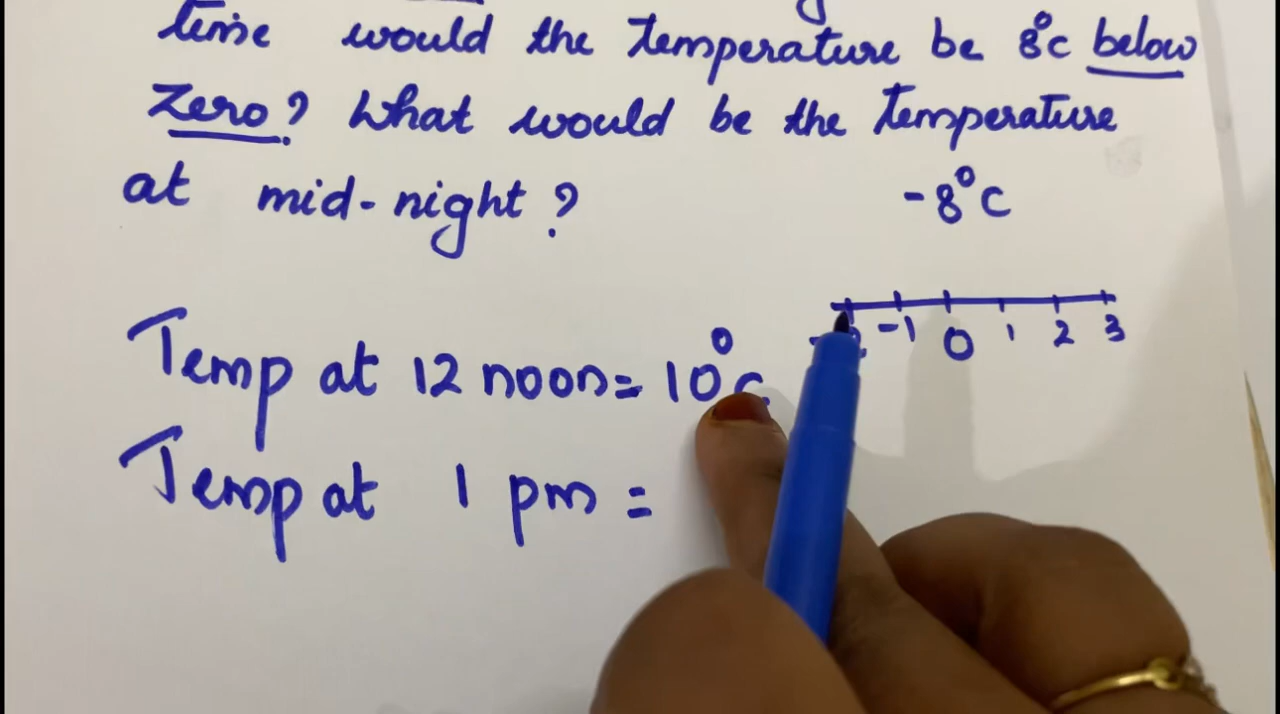 time would the temperature be 8°c below
zero? What would be the temperature
at mid-night?
-8°c
-1 0 1 2 3
Temp at 12 noon = 10°c
Temp at 1 pm =